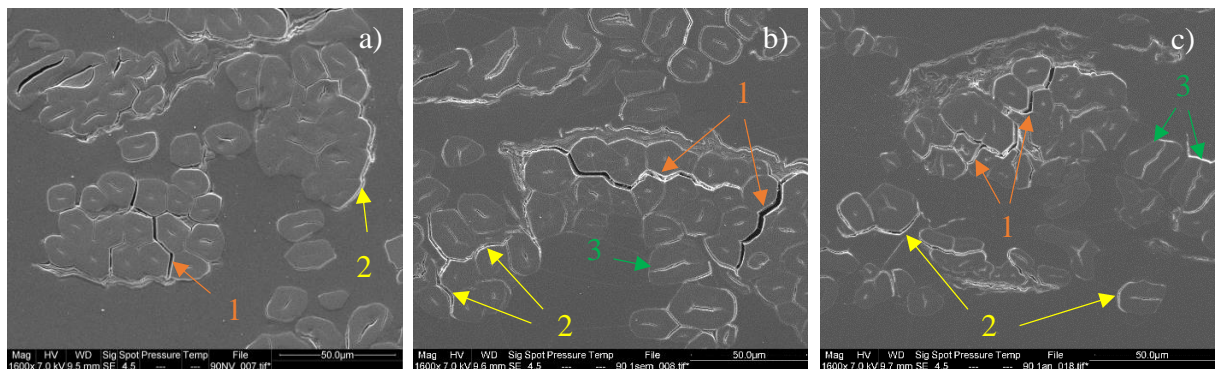 a)
2
1
Mag HV WD Sig Spot Pressure Temp File 50.0µm
1600x 7.0 kV 9.5 mm SE 4.5 --- --- 90NV_007.tif*
b)
1
3
2
Mag HV WD Sig Spot Pressure Temp File 50.0µm
1600x 7.0 kV 9.6 mm SE 4.5 --- --- 90 1sem_008.tif*
c)
3
1
2
Mag HV WD Sig Spot Pressure Temp File 50.0µm
1600x 7.0 kV 9.7 mm SE 4.5 --- --- 90 1an_018.tif*